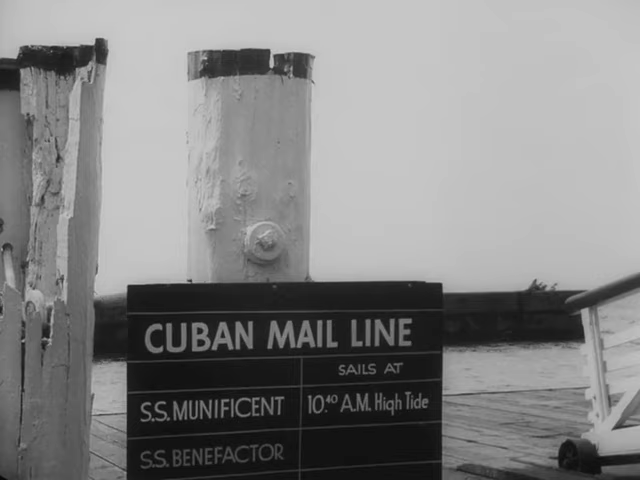 CUBAN MAIL LINE
SAILS AT
S.S. MUNIFICENT 10.40 A.M. High Tide
S.S. BENEFACTOR